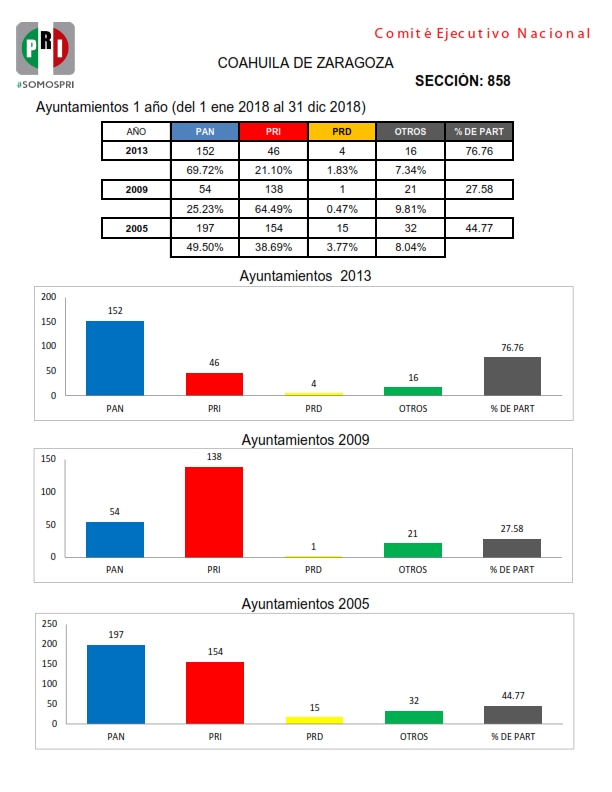 Comité Ejecutivo Nacional
PRI
#SOMOSPRI
COAHUILA DE ZARAGOZA
SECCIÓN: 858
Ayuntamientos 1 año (del 1 ene 2018 al 31 dic 2018)
AÑO PAN PRI PRD OTROS % DE PART
2013 152 46 4 16 76.76
69.72% 21.10% 1.83% 7.34%
2009 54 138 1 21 27.58
25.23% 64.49% 0.47% 9.81%
2005 197 154 15 32 44.77
49.50% 38.69% 3.77% 8.04%
Ayuntamientos 2013
200
150
100
50
0
152
46
4
16
76.76
PAN PRI PRD OTROS % DE PART
Ayuntamientos 2009
150
100
50
0
54
138
1
21
27.58
PAN PRI PRD OTROS % DE PART
Ayuntamientos 2005
250
200
150
100
50
0
197
154
15
32
44.77
PAN PRI PRD OTROS % DE PART